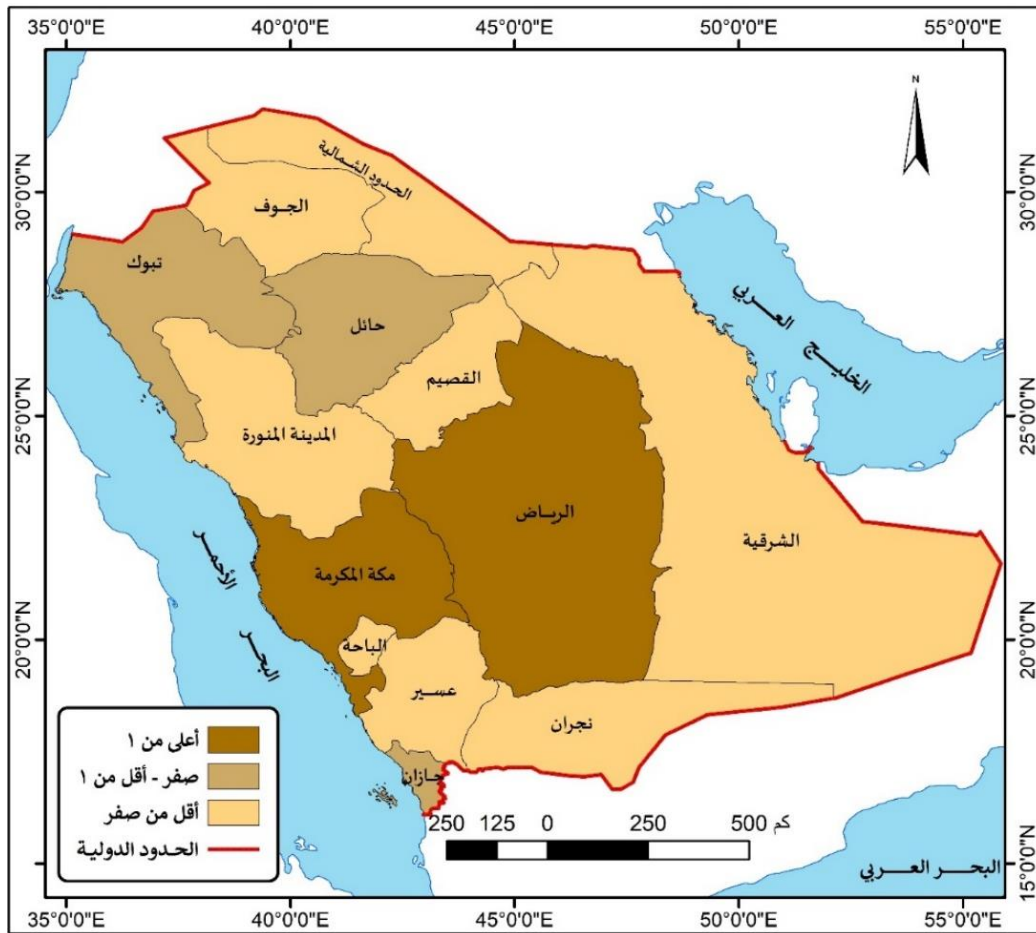 35°0'0"E 40°0'0"E 45°0'0"E 50°0'0"E 55°0'0"E
N
30°0'0"N 30°0'0"N
الحدود الشمالية
الجوف
تبوك
حائل
القصيم
الخليج العربي
25°0'0"N 25°0'0"N
المدينة المنورة
الرياض
الشرقية
مكة المكرمة
البحر الأحمر
20°0'0"N 20°0'0"N
الباحة
عسير
نجران
جازان
أعلى من ١
صفر - أقل من ١
أقل من صفر
الحدود الدولية
250 125 0 250 500 كم
15°0'0"N 15°0'0"N
البحر العربي
35°0'0"E 40°0'0"E 45°0'0"E 50°0'0"E 55°0'0"E